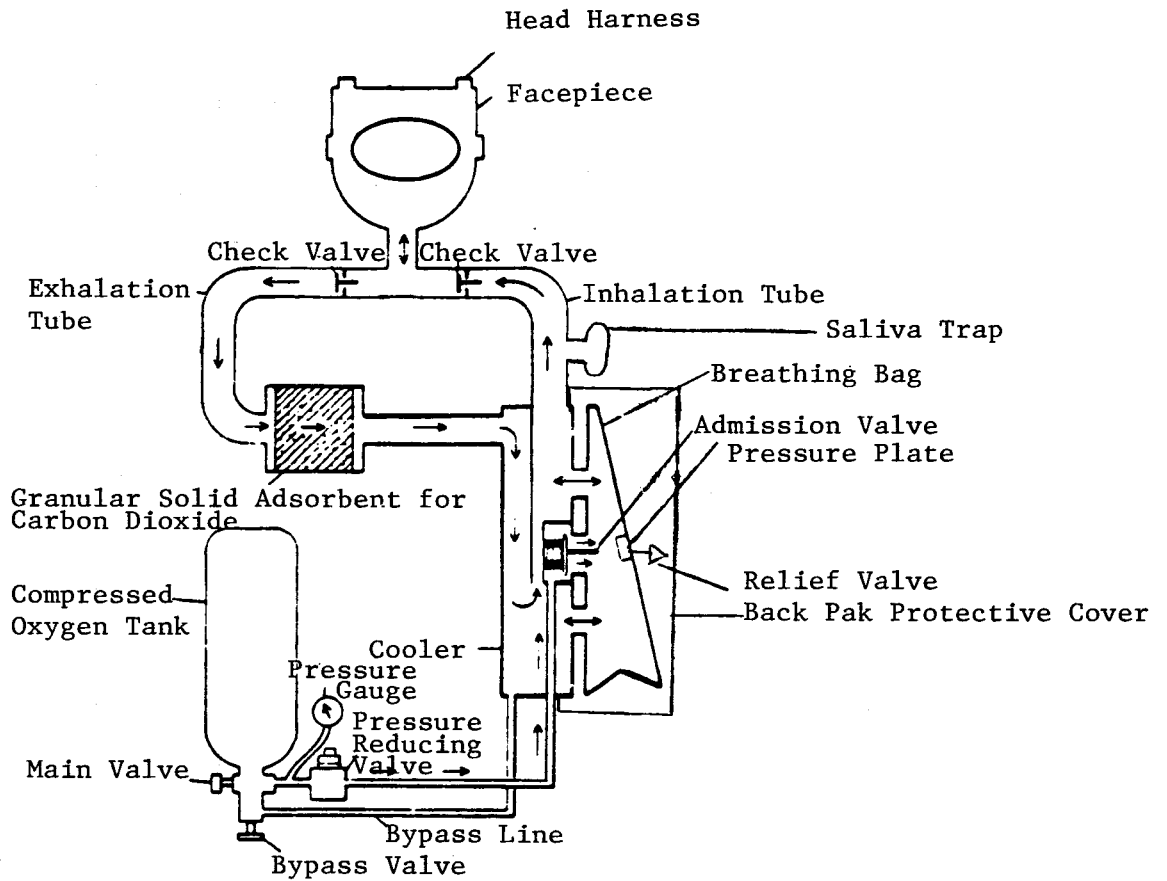 Head Harness
Facepiece
Check Valve
Check Valve
Exhalation
Tube
Inhalation Tube
Saliva Trap
Breathing Bag
Admission Valve
Pressure Plate
Granular Solid Adsorbent for
Carbon Dioxide
Compressed
Oxygen Tank
Relief Valve
Back Pak Protective Cover
Cooler
Pressure
Gauge
Pressure
Reducing
Valve
Main Valve
Bypass Line
Bypass Valve